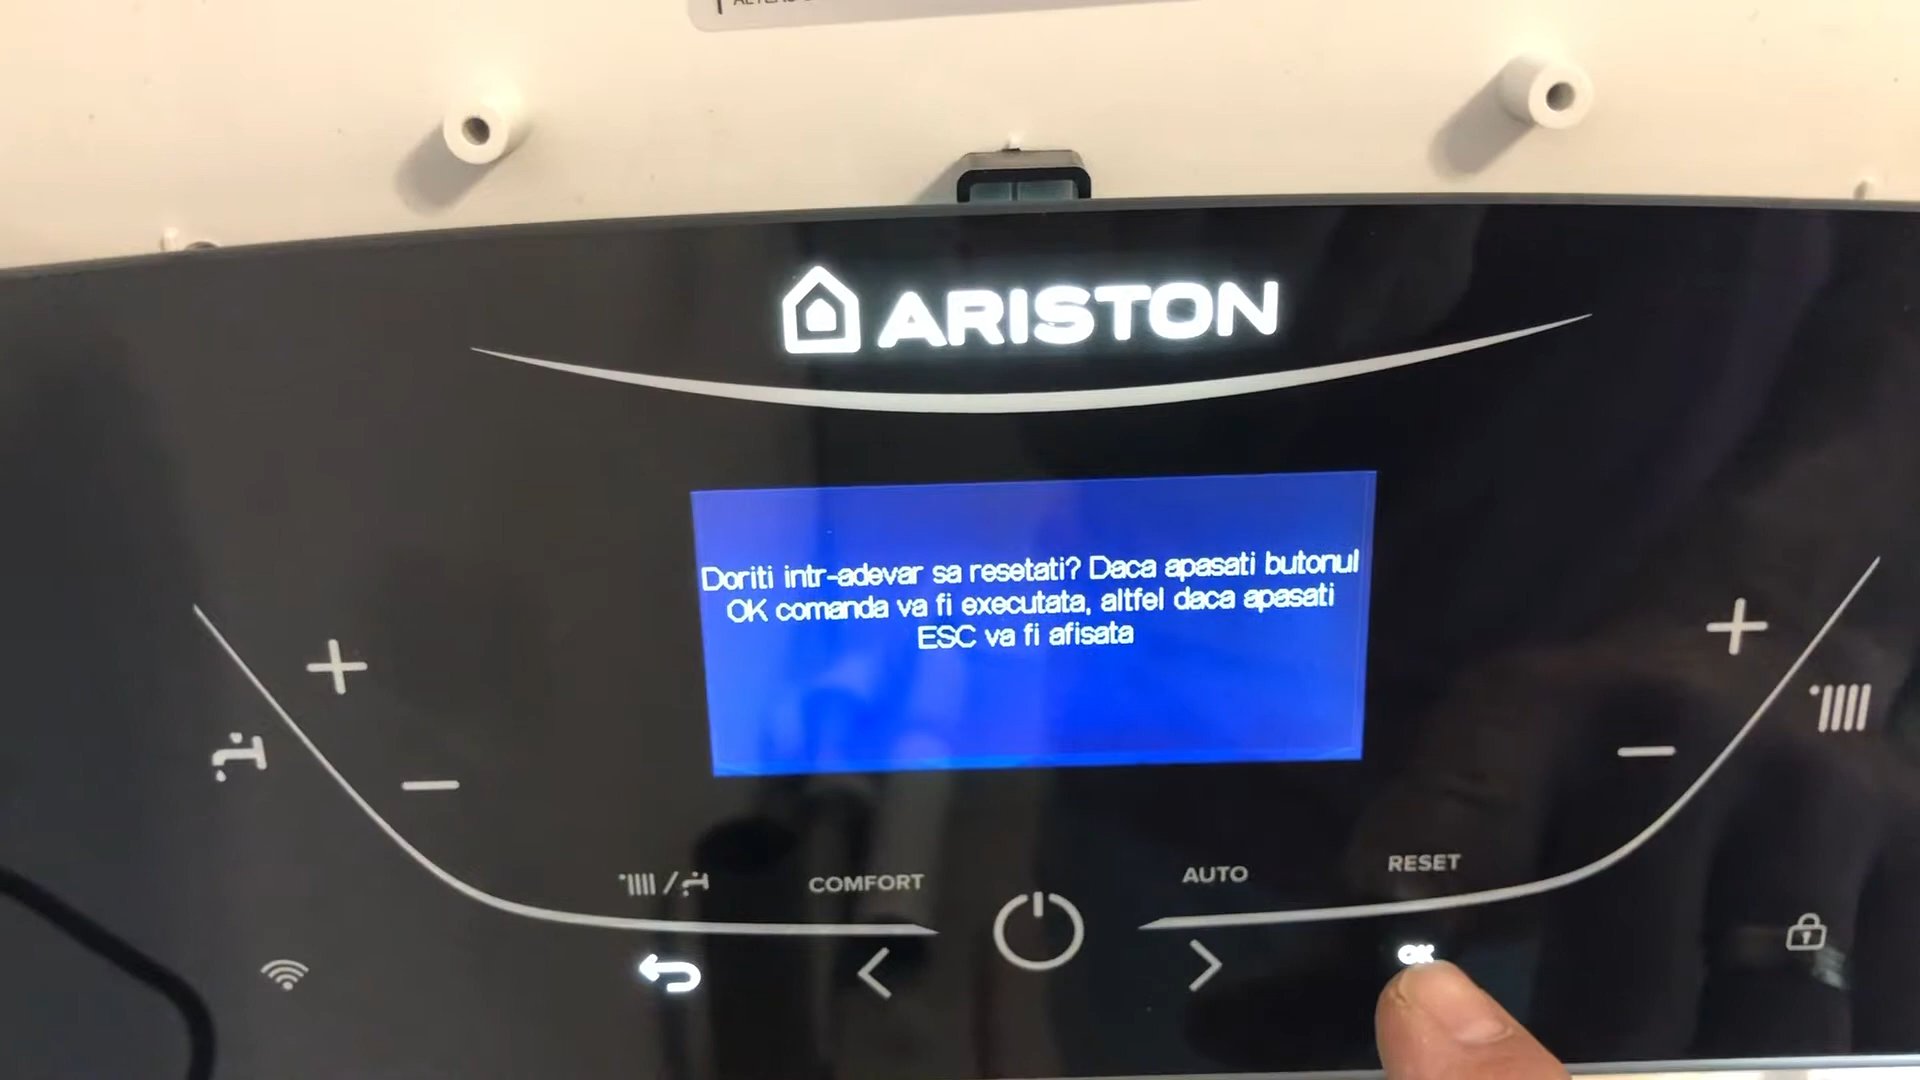 ARISTON
Doriti intr-adevar sa resetati? Daca apasati butonul
OK comanda va fi executata, altfel daca apasati
ESC va fi afisata
COMFORT
AUTO
RESET
OK